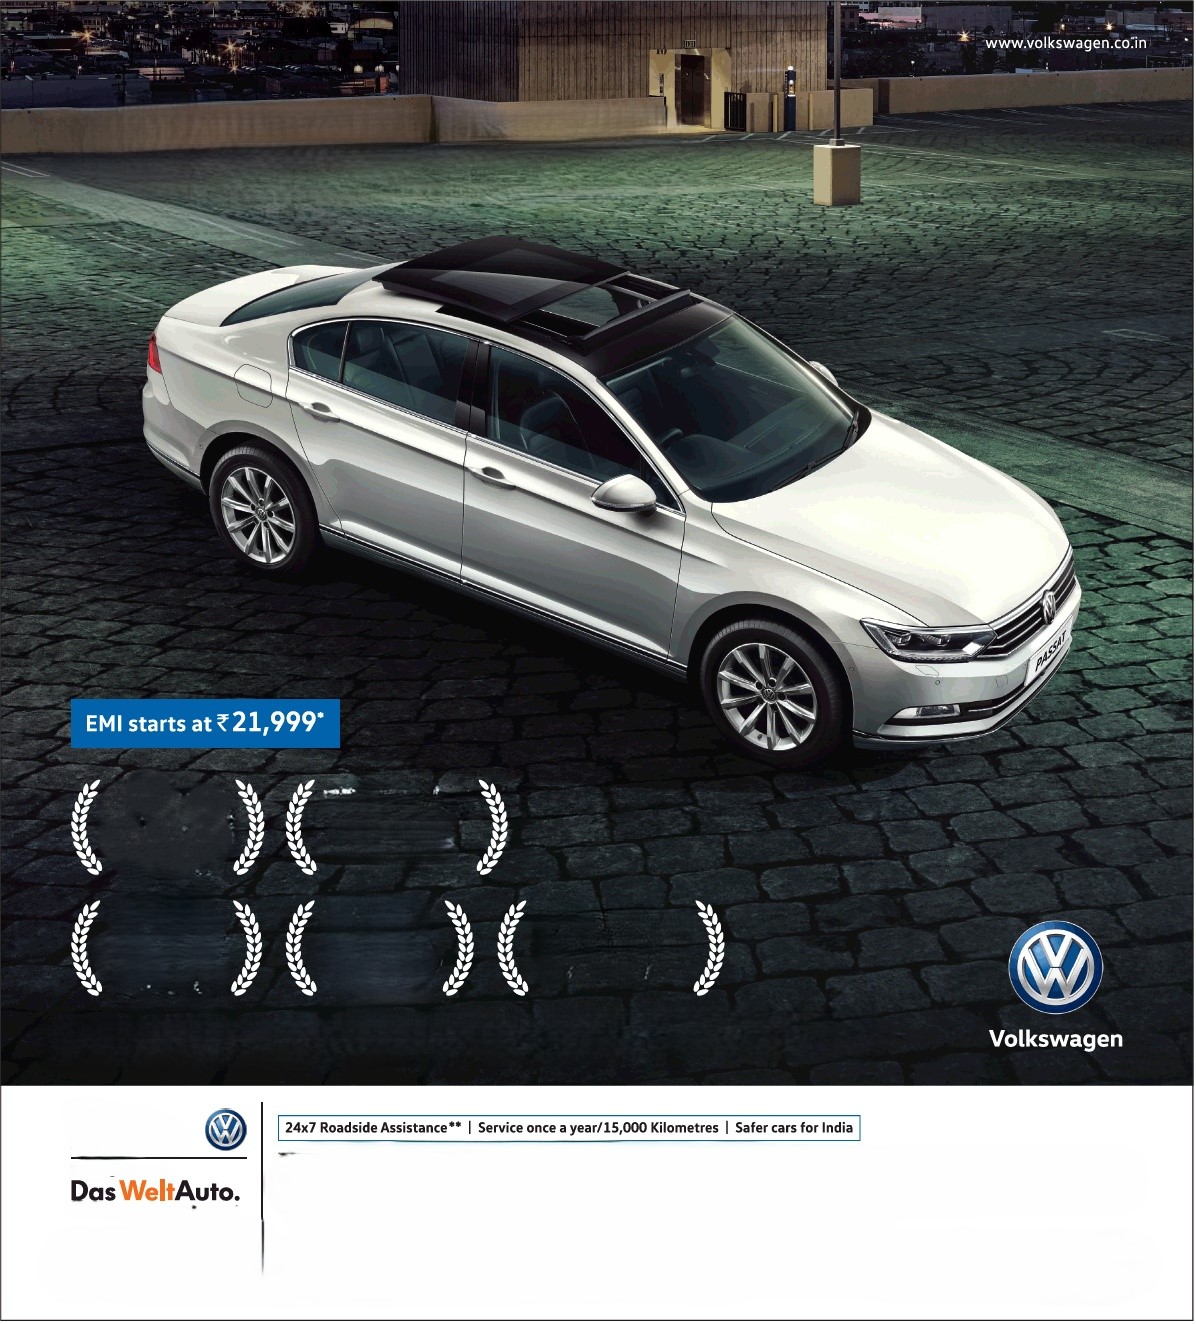 www.volkswagen.co.in
PASSAT
EMI starts at ₹21,999*
Volkswagen
24x7 Roadside Assistance** | Service once a year/15,000 Kilometres | Safer cars for India
Das WeltAuto.